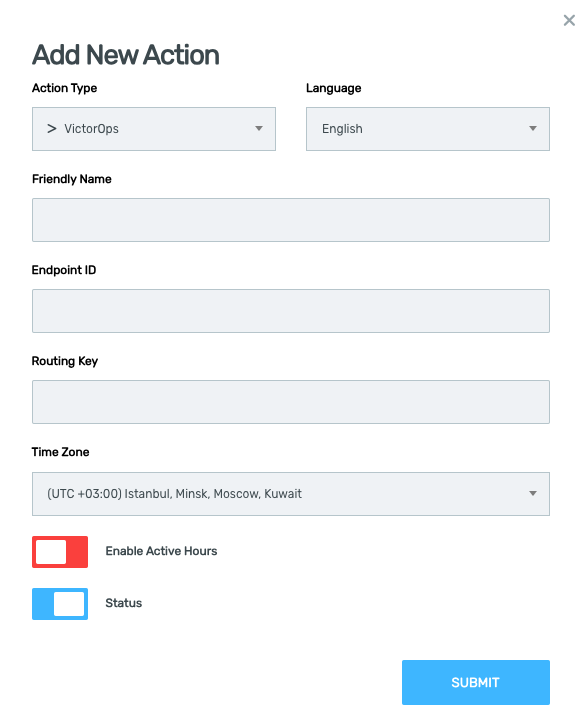 ×
Add New Action
Action Type
Language
> VictorOps
English
Friendly Name
Endpoint ID
Routing Key
Time Zone
(UTC +03:00) Istanbul, Minsk, Moscow, Kuwait
Enable Active Hours
Status
SUBMIT